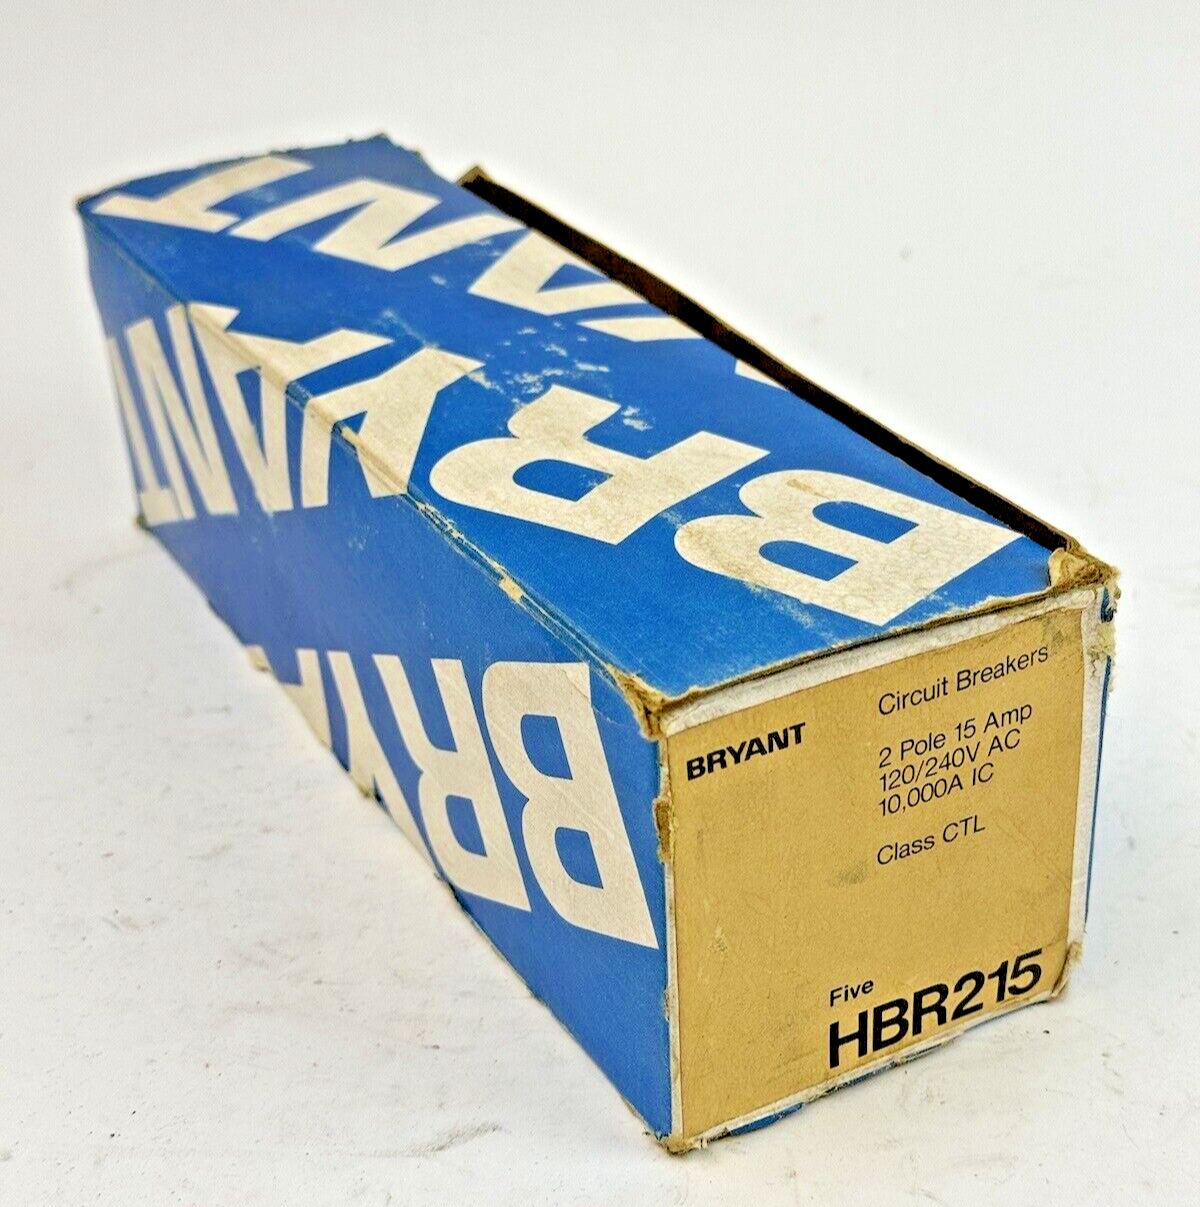 BRYANT
BRYANT
BRYANT
BRYANT
Circuit Breakers
2 Pole 15 Amp
120/240V AC
10,000A IC
Class CTL
Five
HBR215